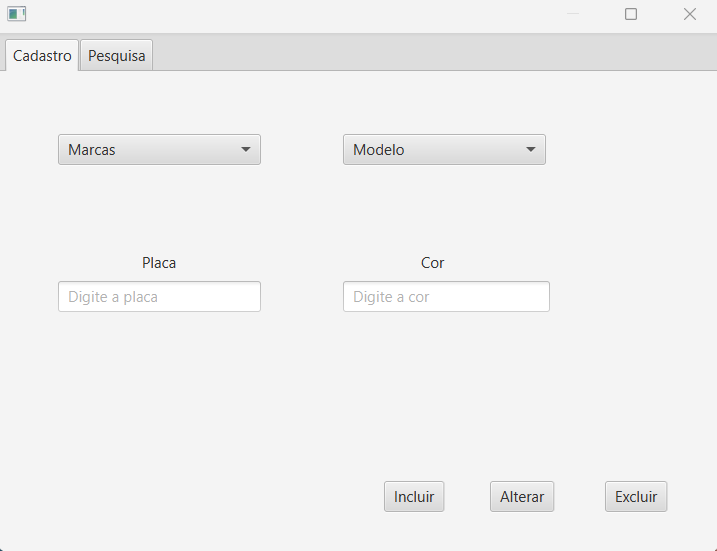 Cadastro Pesquisa
Marcas Modelo
Placa Cor
Digite a placa Digite a cor
Incluir Alterar Excluir